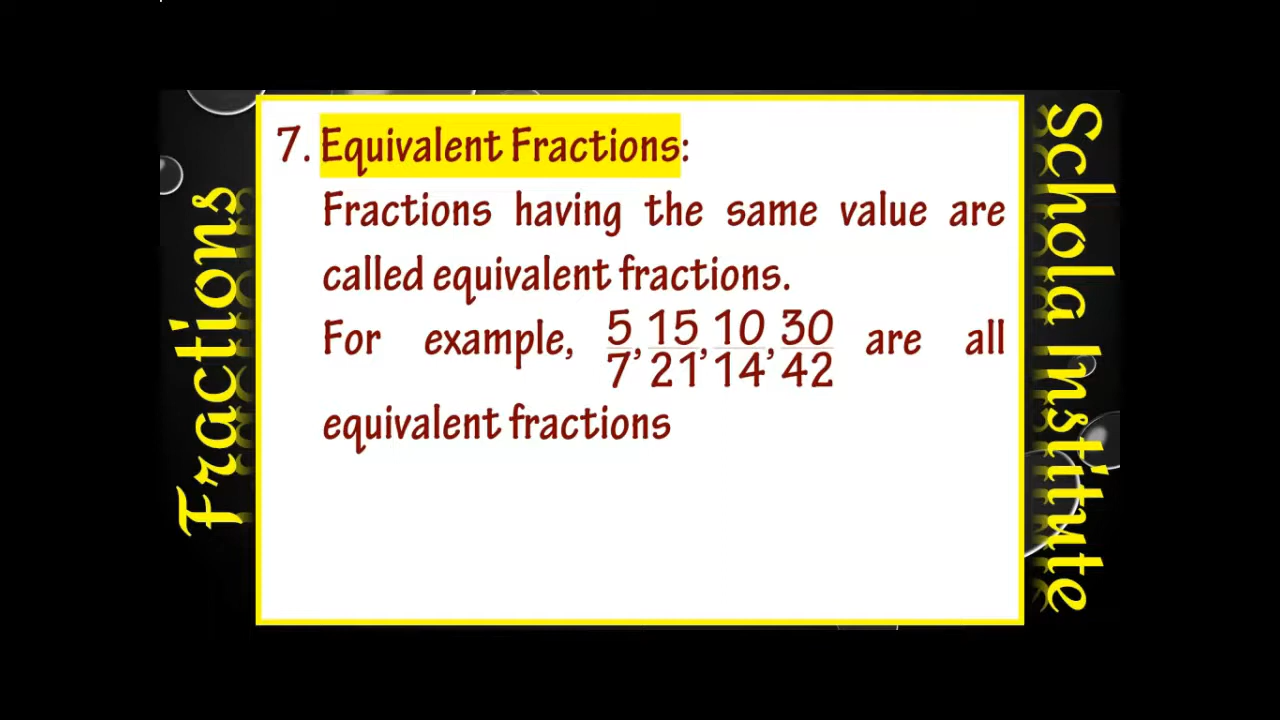 Fractions
7. Equivalent Fractions:
Fractions having the same value are
called equivalent fractions.
For example, 5/7, 15/21, 10/14, 30/42 are all
equivalent fractions
Schola Institute